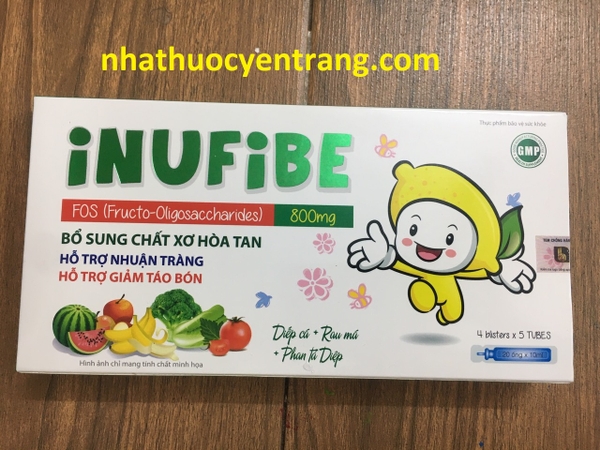 nhathuocyentrang.com
Thực phẩm bảo vệ sức khỏe
GMP
iNUFiBE
FOS (Fructo-Oligosaccharides) 800mg
BỔ SUNG CHẤT XƠ HÒA TAN
HỖ TRỢ NHUẬN TRÀNG
HỖ TRỢ GIẢM TÁO BÓN
Diếp cá + Rau má
+ Phan tả Diệp
4 blisters x 5 TUBES
Hình ảnh chỉ mang tính chất minh họa